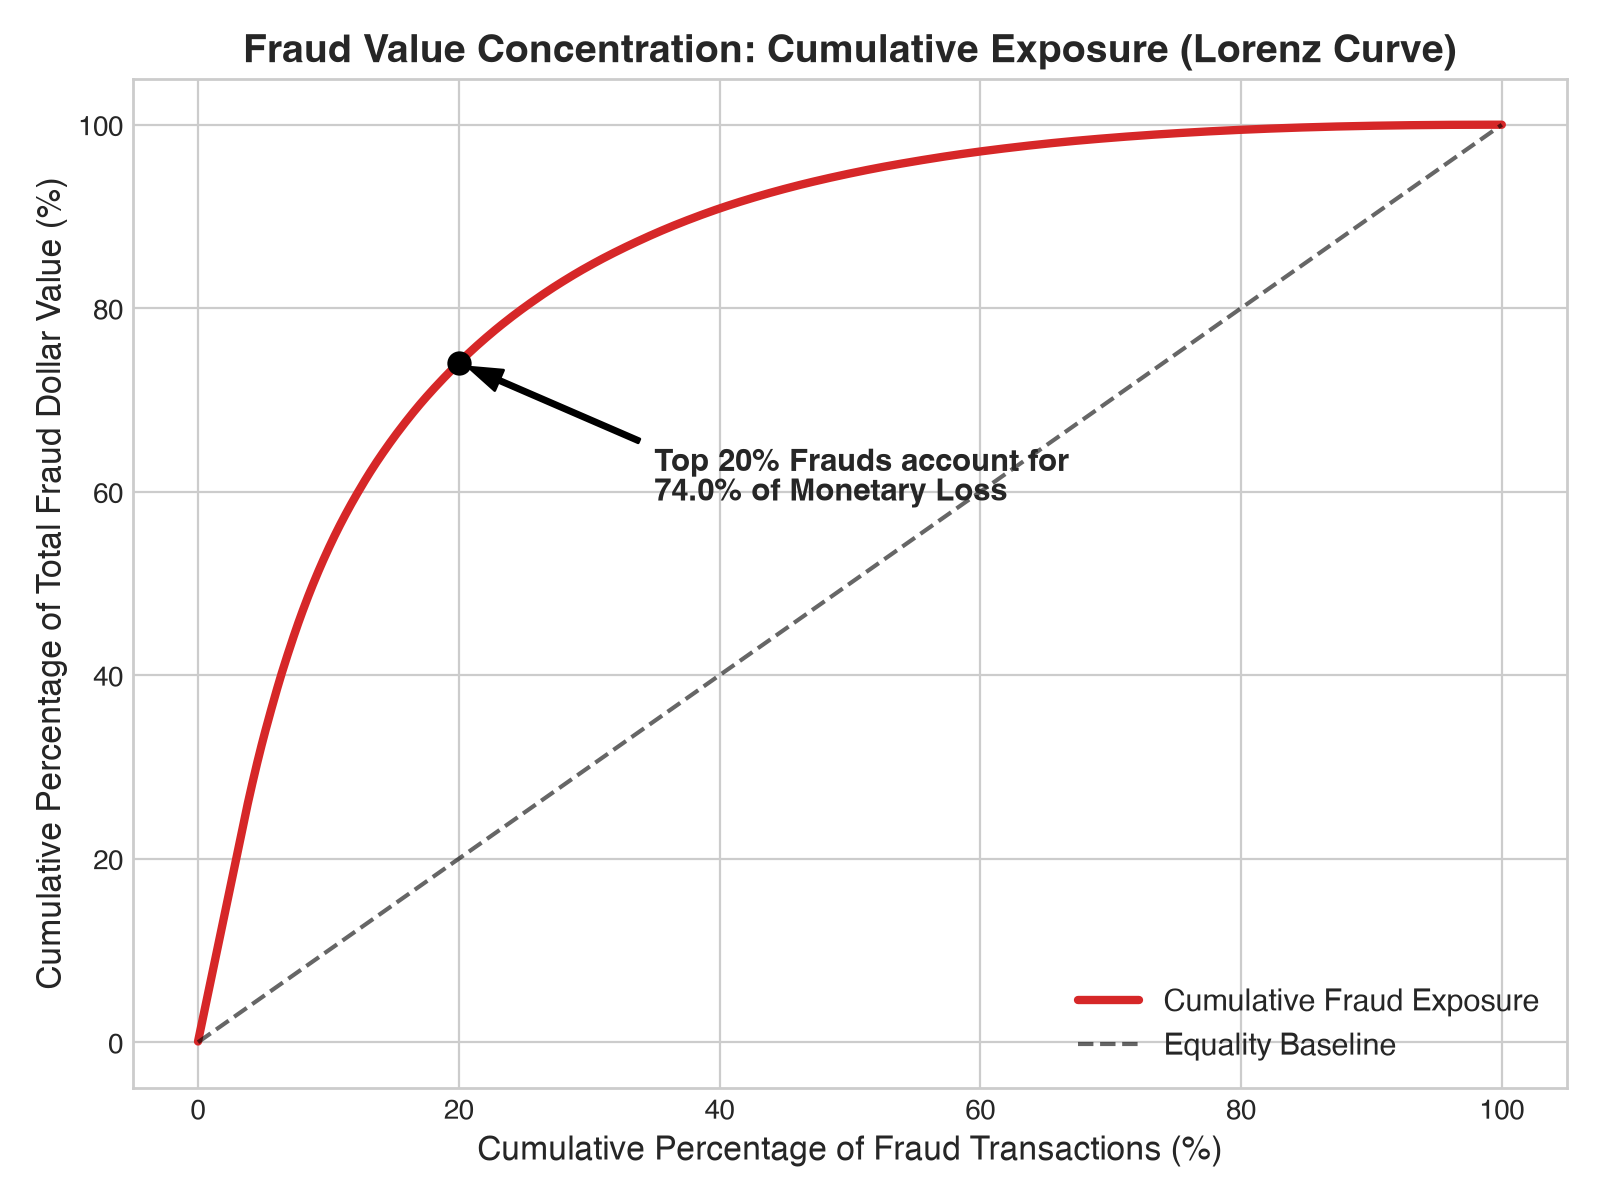 Fraud Value Concentration: Cumulative Exposure (Lorenz Curve)
Cumulative Percentage of Total Fraud Dollar Value (%)
100
80
60
40
20
0
Top 20% Frauds account for
74.0% of Monetary Loss
Cumulative Fraud Exposure
Equality Baseline
0 20 40 60 80 100
Cumulative Percentage of Fraud Transactions (%)